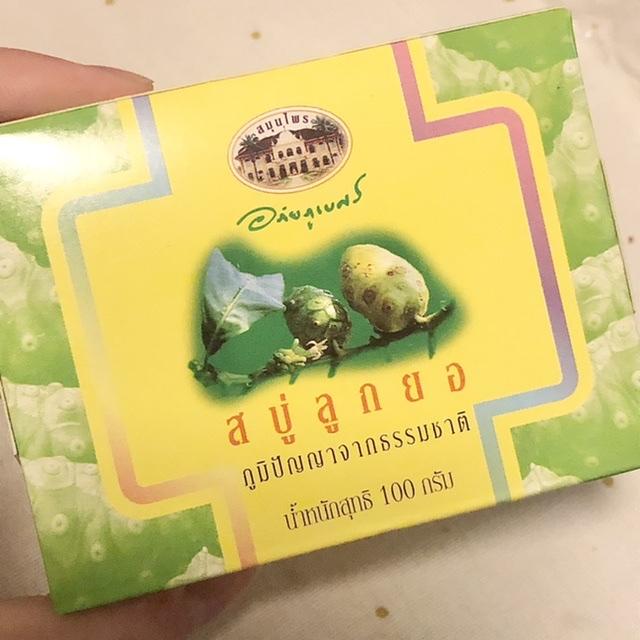 สมุนไพร
อภัยภูเบศร
สบู่ลูกยอ
ภูมิปัญญาจากธรรมชาติ
น้ำหนักสุทธิ 100 กรัม